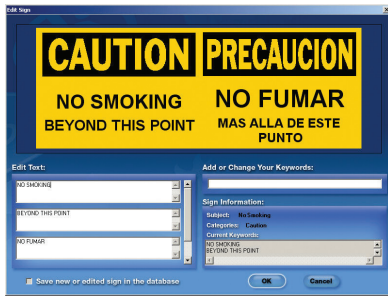 Edit Sign
CAUTION
NO SMOKING
BEYOND THIS POINT
PRECAUCION
NO FUMAR
MAS ALLA DE ESTE
PUNTO
Edit Text:
NO SMOKING
BEYOND THIS POINT
NO FUMAR
Add or Change Your Keywords:
Sign Information:
Subject: No Smoking
Categories: Caution
Current Keywords:
NO SMOKING
BEYOND THIS POINT
Save new or edited sign in the database
OK
Cancel